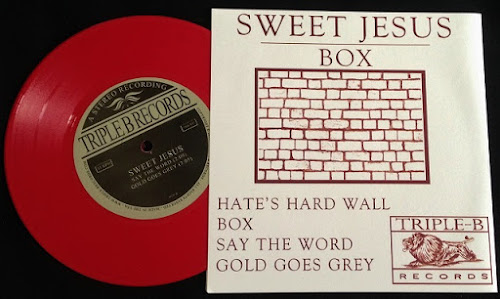 A STEREO RECORDING
TRIPLE B RECORDS
SWEET JESUS
SAY THE WORD
GOLD GOES GREY
SWEET JESUS
BOX
HATE'S HARD WALL
BOX
SAY THE WORD
GOLD GOES GREY
TRIPLE-B
RECORDS